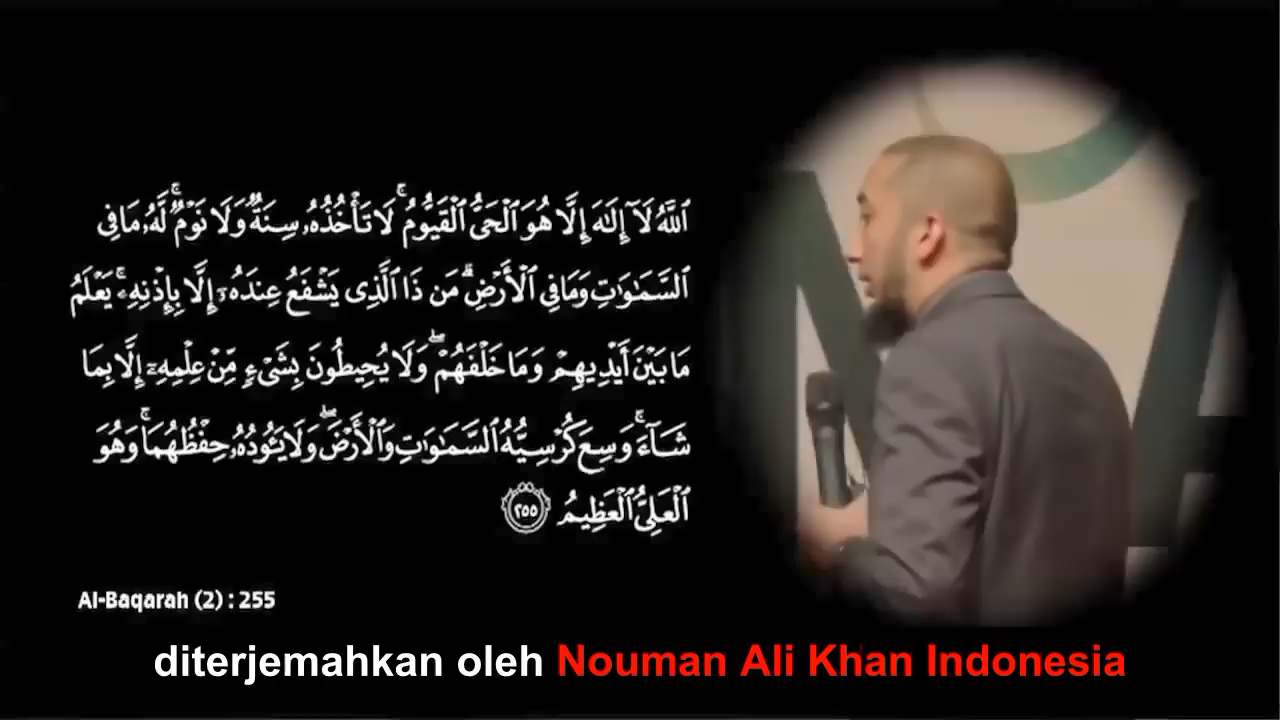 ٱللَّهُ لَآ إِلَـٰهَ إِلَّا هُوَ ٱلْحَىُّ ٱلْقَيُّومُ ۚ لَا تَأْخُذُهُۥ سِنَةٌ وَلَا نَوْمٌ ۚ لَّهُۥ مَا فِى
ٱلسَّمَـٰوَٰتِ وَمَا فِى ٱلْأَرْضِ ۗ مَن ذَا ٱلَّذِى يَشْفَعُ عِندَهُۥٓ إِلَّا بِإِذْنِهِۦ ۚ يَعْلَمُ
مَا بَيْنَ أَيْدِيهِمْ وَمَا خَلْفَهُمْ ۖ وَلَا يُحِيطُونَ بِشَىْءٍ مِّنْ عِلْمِهِۦٓ إِلَّا بِمَا
شَآءَ ۚ وَسِعَ كُرْسِيُّهُ ٱلسَّمَـٰوَٰتِ وَٱلْأَرْضَ ۖ وَلَا يَـُٔودُهُۥ حِفْظُهُمَا ۚ وَهُوَ
ٱلْعَلِىُّ ٱلْعَظِيمُ ٢٥٥
Al-Baqarah (2) : 255
diterjemahkan oleh Nouman Ali Khan Indonesia